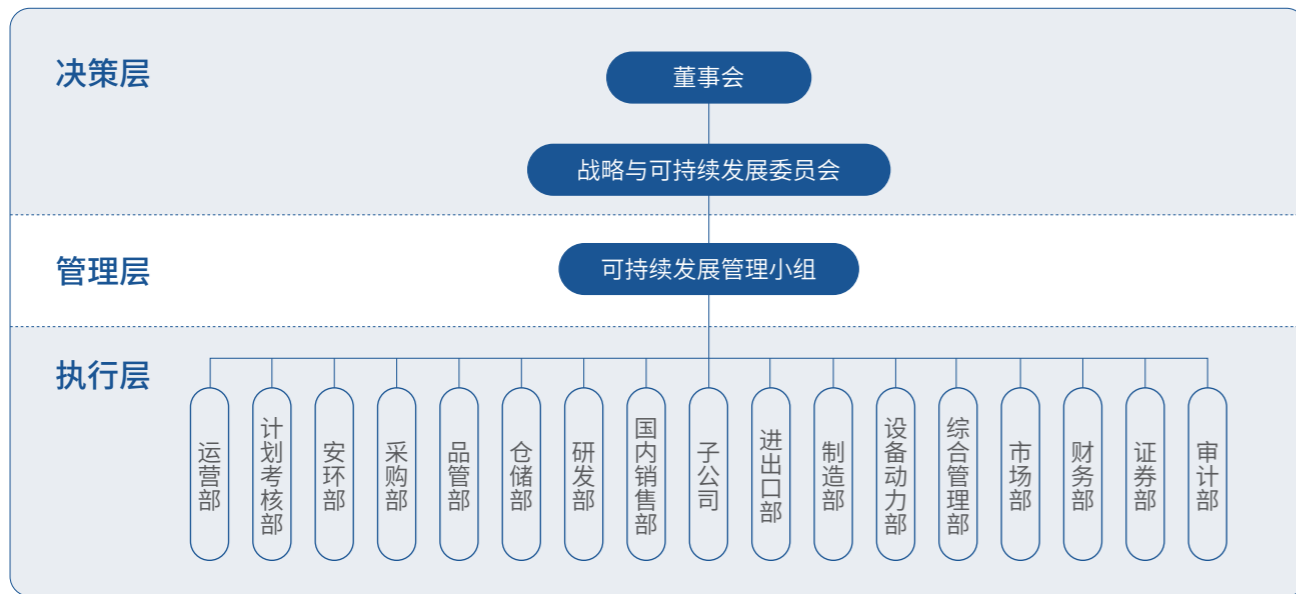 决策层
董事会
战略与可持续发展委员会
管理层
可持续发展管理小组
执行层
运营部
计划考核部
安环部
采购部
品管部
仓储部
研发部
国内销售部
子公司
进出口部
制造部
设备动力部
综合管理部
市场部
财务部
证券部
审计部